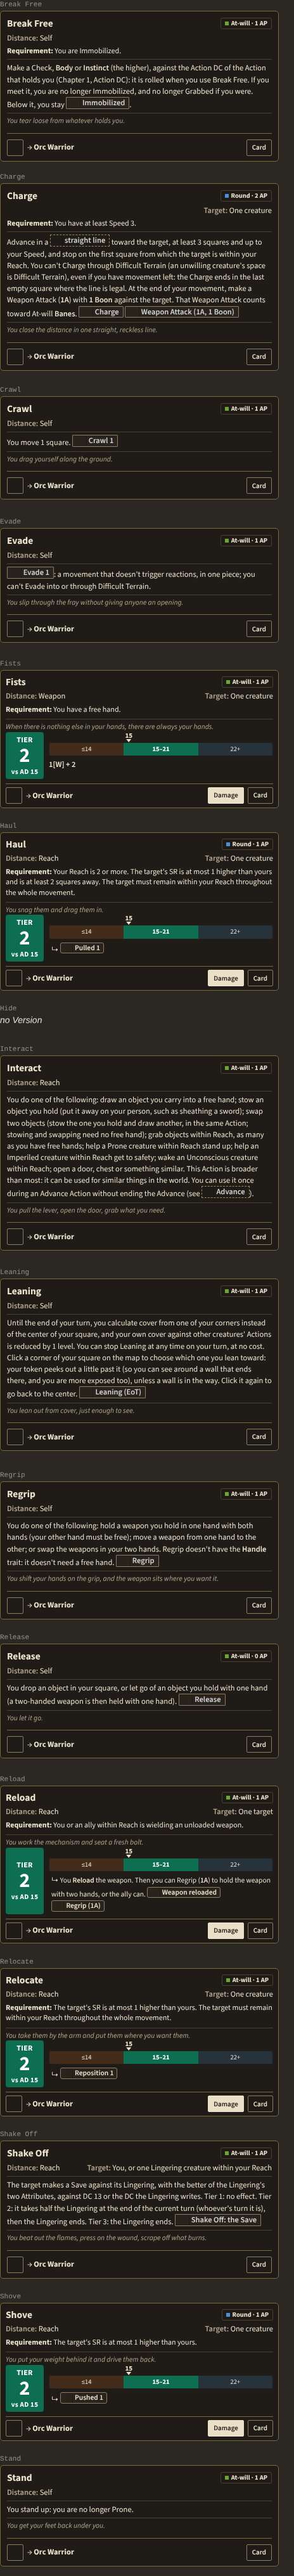 Break Free
Break Free
At-will · 1 AP
Distance: Self
Requirement: You are Immobilized.
Make a Check, Body or Instinct (the higher), against the Action DC of the Action
that holds you (Chapter 1, Action DC): it is rolled when you use Break Free. If you
meet it, you are no longer Immobilized, and no longer Grabbed if you were.
Below it, you stay Immobilized.
You tear loose from whatever holds you.
→ Orc Warrior
Card
Charge
Charge
Round · 2 AP
Target: One creature
Requirement: You have at least Speed 3.
Advance in a straight line toward the target, at least 3 squares and up to
your Speed, and stop on the first square from which the target is within your
Reach. You can't Charge through Difficult Terrain (an unwilling creature's space
is Difficult Terrain), even if you have movement left: the Charge ends in the last
empty square where the line is legal. At the end of your movement, make a
Weapon Attack (1A) with 1 Boon against the target. That Weapon Attack counts
toward At-will Banes. Charge Weapon Attack (1A, 1 Boon)
You close the distance in one straight, reckless line.
→ Orc Warrior
Card
Crawl
Crawl
At-will · 1 AP
Distance: Self
You move 1 square. Crawl 1
You drag yourself along the ground.
→ Orc Warrior
Card
Evade
Evade
At-will · 1 AP
Distance: Self
Evade 1 : a movement that doesn't trigger reactions, in one piece; you
can't Evade into or through Difficult Terrain.
You slip through the fray without giving anyone an opening.
→ Orc Warrior
Card
Fists
Fists
At-will · 1 AP
Distance: Weapon
Target: One creature
Requirement: You have a free hand.
When there is nothing else in your hands, there are always your hands.
TIER
2
vs AD 15
15
≤14
15–21
22+
1[W] + 2
→ Orc Warrior
Damage
Card
Haul
Haul
Round · 1 AP
Distance: Reach
Target: One creature
Requirement: Your Reach is 2 or more. The target's SR is at most 1 higher than yours
and is at least 2 squares away. The target must remain within your Reach throughout
the whole movement.
You snag them and drag them in.
TIER
2
vs AD 15
15
≤14
15–21
22+
↪ Pulled 1
→ Orc Warrior
Damage
Card
Hide
no Version
Interact
Interact
At-will · 1 AP
Distance: Reach
You do one of the following: draw an object you carry into a free hand; stow an
object you hold (put it away on your person, such as sheathing a sword); swap
two objects (stow the one you hold and draw another, in the same Action;
stowing and swapping need no free hand); grab objects within Reach, as many
as you have free hands; help a Prone creature within Reach stand up; help an
Imperiled creature within Reach get to safety; wake an Unconscious creature
within Reach; open a door, chest or something similar. This Action is broader
than most: it can be used for similar things in the world. You can use it once
during an Advance Action without ending the Advance (see Advance ).
You pull the lever, open the door, grab what you need.
→ Orc Warrior
Card
Leaning
Leaning
At-will · 1 AP
Distance: Self
Until the end of your turn, you calculate cover from one of your corners instead
of the center of your square, and your own cover against other creatures' Actions
is reduced by 1 level. You can stop Leaning at any time on your turn, at no cost.
Click a corner of your square on the map to choose which one you lean toward:
your token peeks out a little past it (so you can see around a wall that ends
there, and you are more exposed too), unless a wall is in the way. Click it again to
go back to the center. Leaning (EoT)
You lean out from cover, just enough to see.
→ Orc Warrior
Card
Regrip
Regrip
At-will · 1 AP
Distance: Self
You do one of the following: hold a weapon you hold in one hand with both
hands (your other hand must be free); move a weapon from one hand to the
other; or swap the weapons in your two hands. Regrip doesn't have the Handle
trait: it doesn't need a free hand. Regrip
You shift your hands on the grip, and the weapon sits where you want it.
→ Orc Warrior
Card
Release
Release
At-will · 0 AP
Distance: Self
You drop an object in your square, or let go of an object you hold with one hand
(a two-handed weapon is then held with one hand). Release
You let it go.
→ Orc Warrior
Card
Reload
Reload
At-will · 1 AP
Distance: Reach
Target: One target
Requirement: You or an ally within Reach is wielding an unloaded weapon.
You work the mechanism and seat a fresh bolt.
TIER
2
vs AD 15
15
≤14
15–21
22+
↪ You Reload the weapon. Then you can Regrip (1A) to hold the weapon
with two hands, or the ally can. Weapon reloaded
Regrip (1A)
→ Orc Warrior
Damage
Card
Relocate
Relocate
At-will · 1 AP
Distance: Reach
Target: One creature
Requirement: The target's SR is at most 1 higher than yours. The target must remain
within your Reach throughout the whole movement.
You take them by the arm and put them where you want them.
TIER
2
vs AD 15
15
≤14
15–21
22+
↪ Reposition 1
→ Orc Warrior
Damage
Card
Shake Off
Shake Off
At-will · 1 AP
Distance: Reach
Target: You, or one Lingering creature within your Reach
The target makes a Save against its Lingering, with the better of the Lingering's
two Attributes, against DC 13 or the DC the Lingering writes. Tier 1: no effect. Tier
2: it takes half the Lingering at the end of the current turn (whoever's turn it is),
then the Lingering ends. Tier 3: the Lingering ends. Shake Off: the Save
You beat out the flames, press on the wound, scrape off what burns.
→ Orc Warrior
Card
Shove
Shove
Round · 1 AP
Distance: Reach
Target: One creature
Requirement: The target's SR is at most 1 higher than yours.
You put your weight behind it and drive them back.
TIER
2
vs AD 15
15
≤14
15–21
22+
↪ Pushed 1
→ Orc Warrior
Damage
Card
Stand
Stand
At-will · 1 AP
Distance: Self
You stand up: you are no longer Prone.
You get your feet back under you.
→ Orc Warrior
Card